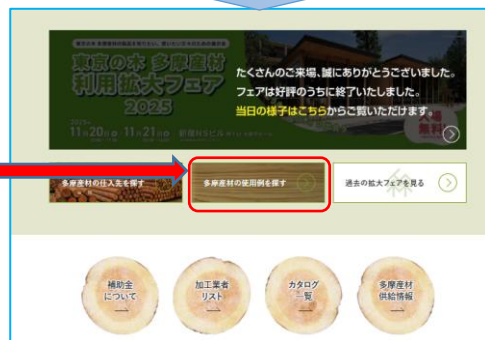 東京の木 多摩産材
利用拡大フェア
2025
11月20日 11月21日 新宿NSビル
たくさんのご来場、誠にありがとうございました。
フェアは好評のうちに終了いたしました。
当日の様子はこちらからご覧いただけます。
無料
多摩産材の仕入先を探す
多摩産材の使用例を探す
過去の拡大フェアを見る
補助金
について
加工業者
リスト
カタログ
一覧
多摩産材
供給情報